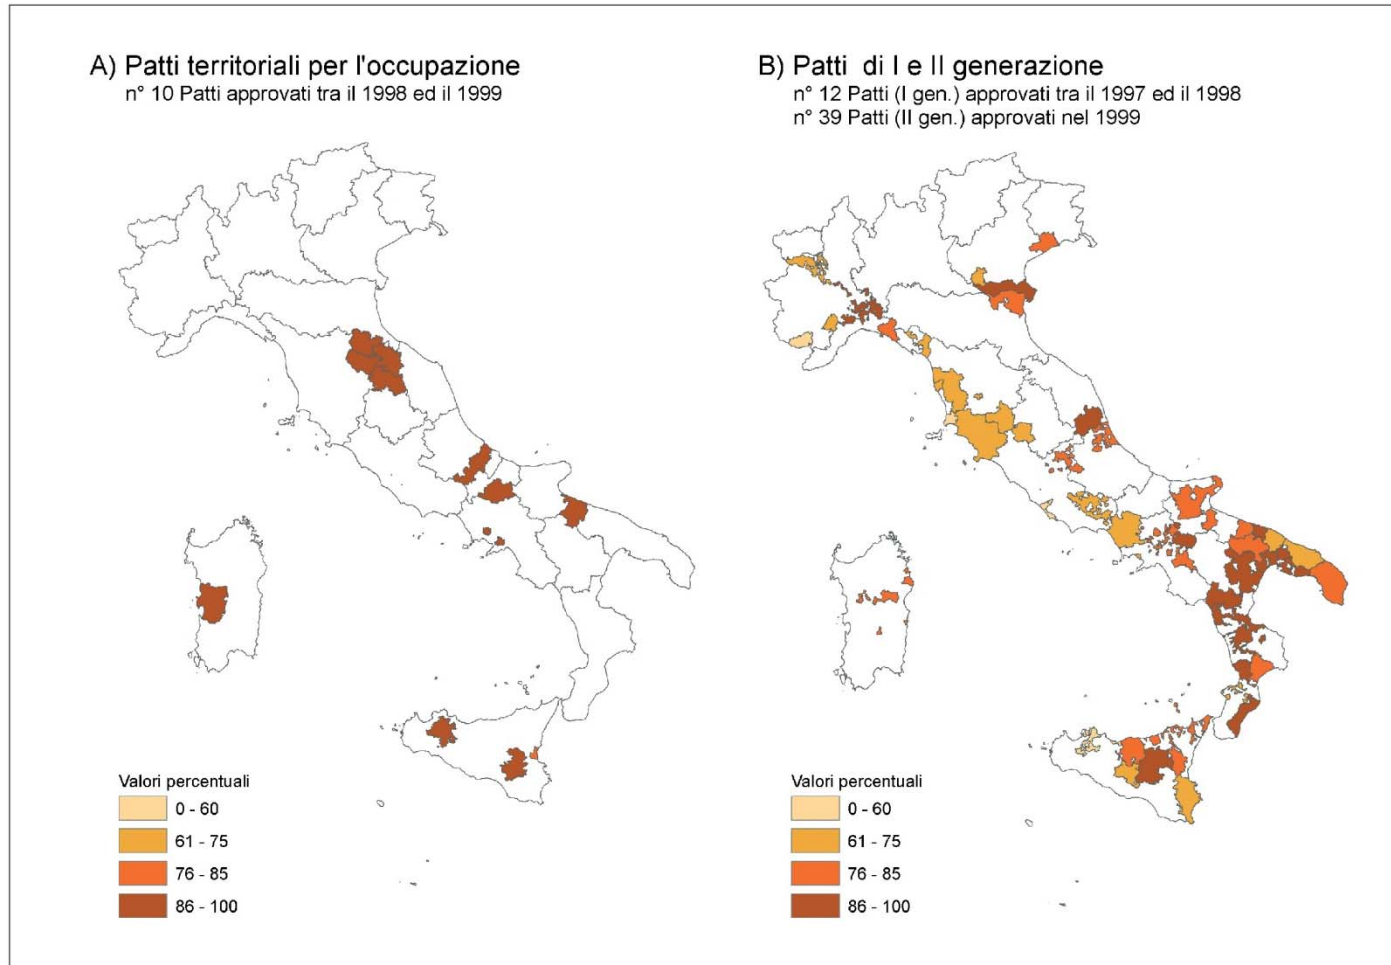 A) Patti territoriali per l'occupazione
n° 10 Patti approvati tra il 1998 ed il 1999
B) Patti di I e II generazione
n° 12 Patti (I gen.) approvati tra il 1997 ed il 1998
n° 39 Patti (II gen.) approvati nel 1999
Valori percentuali
0 - 60
61 - 75
76 - 85
86 - 100
Valori percentuali
0 - 60
61 - 75
76 - 85
86 - 100